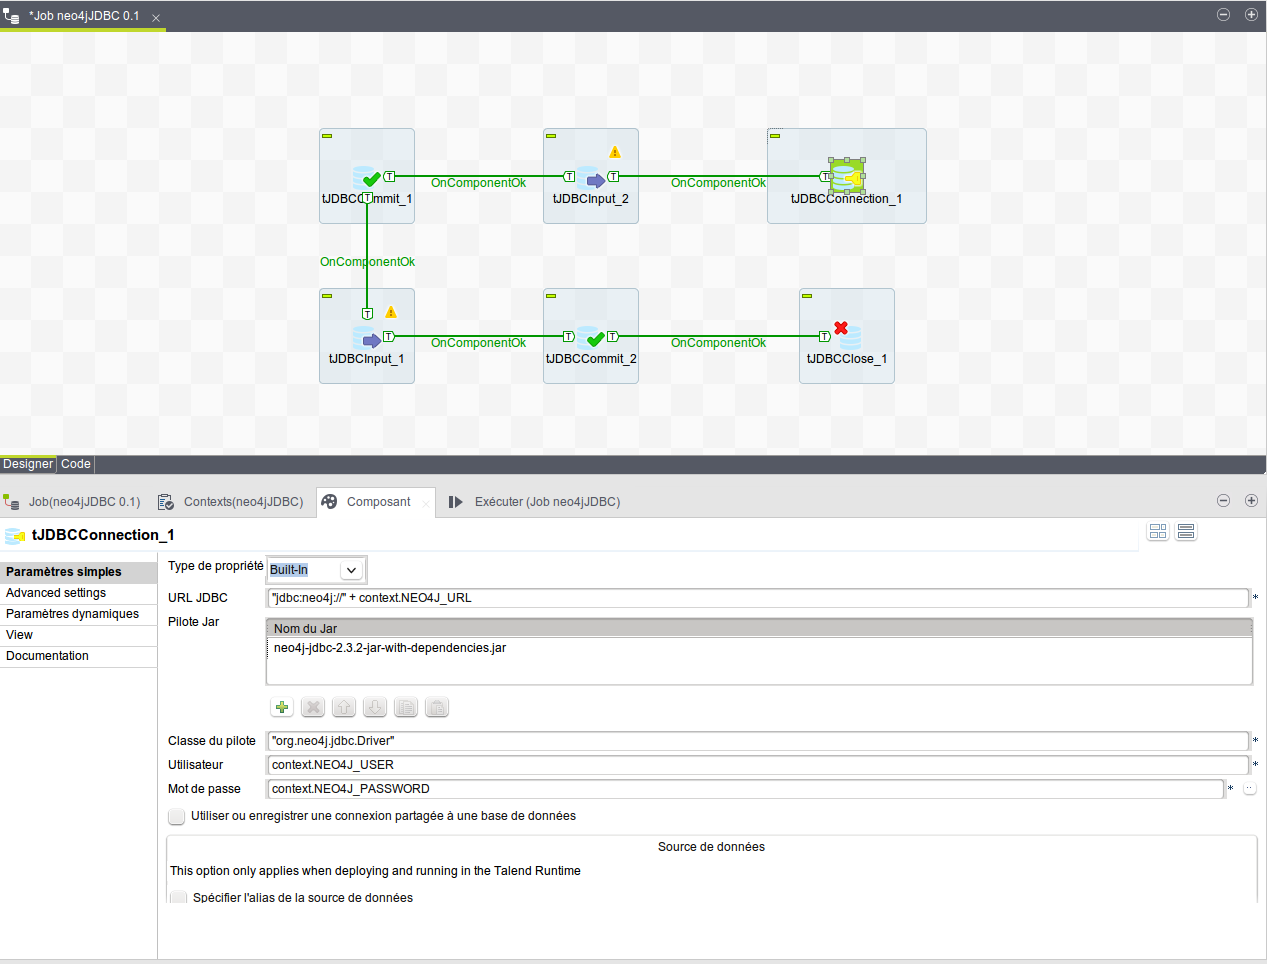 *Job neo4jJDBC 0.1
OnComponentOk
OnComponentOk
tJDBCCommit_1
tJDBCInput_2
tJDBCConnection_1
OnComponentOk
OnComponentOk
OnComponentOk
tJDBCInput_1
tJDBCCommit_2
tJDBCClose_1
Designer
Code
Job(neo4jJDBC 0.1)
Contexts(neo4jJDBC)
Composant
Exécuter (Job neo4jJDBC)
tJDBCConnection_1
Paramètres simples
Advanced settings
Paramètres dynamiques
View
Documentation
Type de propriété
Built-In
URL JDBC
"jdbc:neo4j://" + context.NEO4J_URL
*
Pilote Jar
Nom du Jar
neo4j-jdbc-2.3.2-jar-with-dependencies.jar
Classe du pilote
"org.neo4j.jdbc.Driver"
*
Utilisateur
context.NEO4J_USER
*
Mot de passe
context.NEO4J_PASSWORD
*
Utiliser ou enregistrer une connexion partagée à une base de données
Source de données
This option only applies when deploying and running in the Talend Runtime
Spécifier l'alias de la source de données